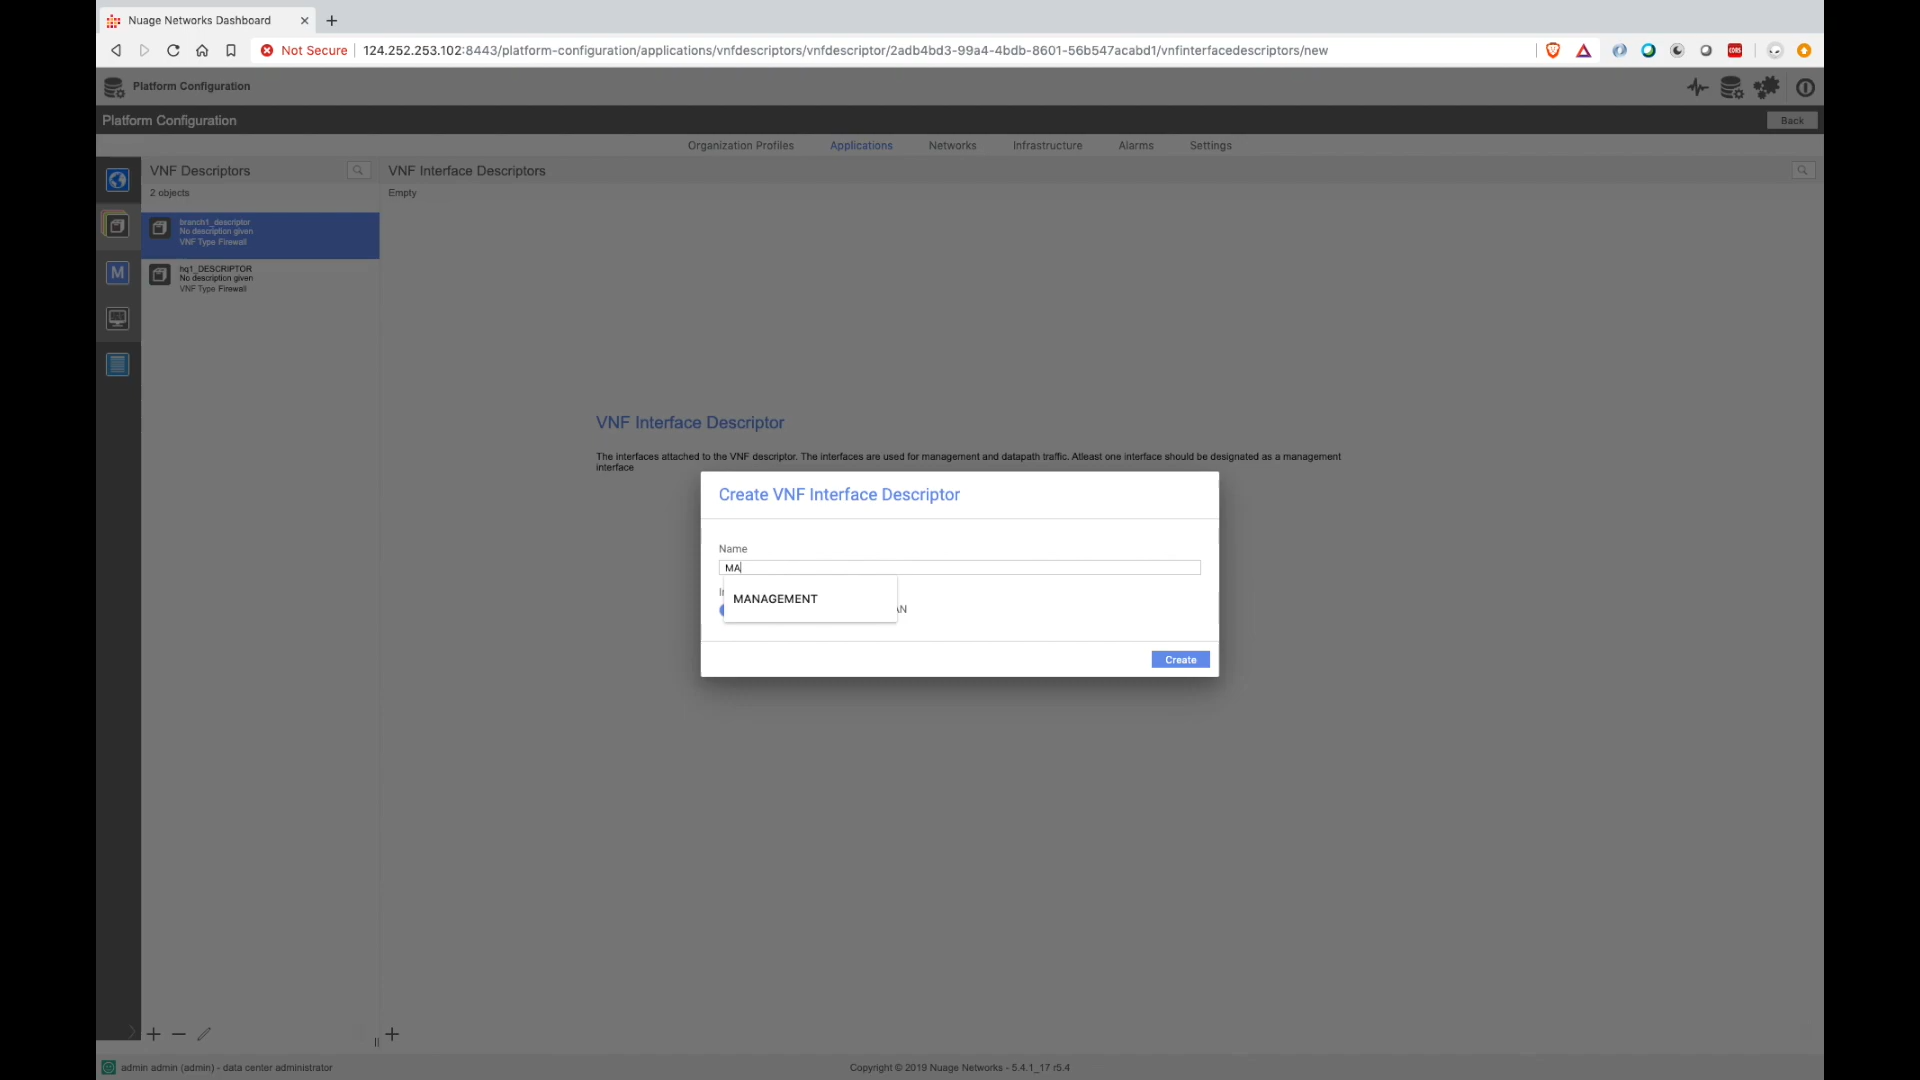 Nuage Networks Dashboard
Not Secure
124.252.253.102:8443/platform-configuration/applications/vnfdescriptors/vnfdescriptor/2adb4bd3-99a4-4bdb-8601-56b547acabd1/vnfinterfacedescriptors/new
CORS
Platform Configuration
Platform Configuration
Back
Organization Profiles
Applications
Networks
Infrastructure
Alarms
Settings
VNF Descriptors
2 objects
branch1_descriptor
No description given
VNF Type Firewall
hq1_DESCRIPTOR
No description given
VNF Type Firewall
M
VNF Interface Descriptors
Empty
VNF Interface Descriptor
The interfaces attached to the VNF descriptor. The interfaces are used for management and datapath traffic. Atleast one interface should be designated as a management
interface
Create VNF Interface Descriptor
Name
MA
MANAGEMENT
Create
admin admin (admin) - data center administrator
Copyright © 2019 Nuage Networks - 5.4.1_17 r5.4